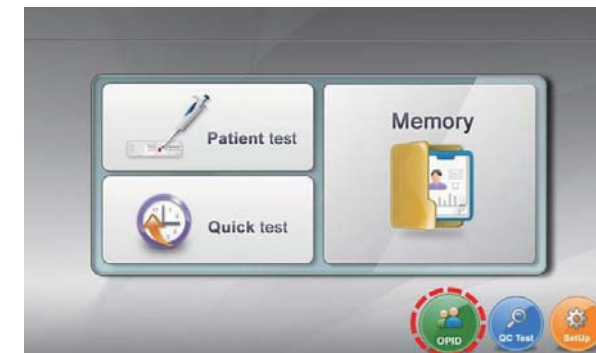 Patient test
Memory
Quick test
OPID
QC Test
SetUp